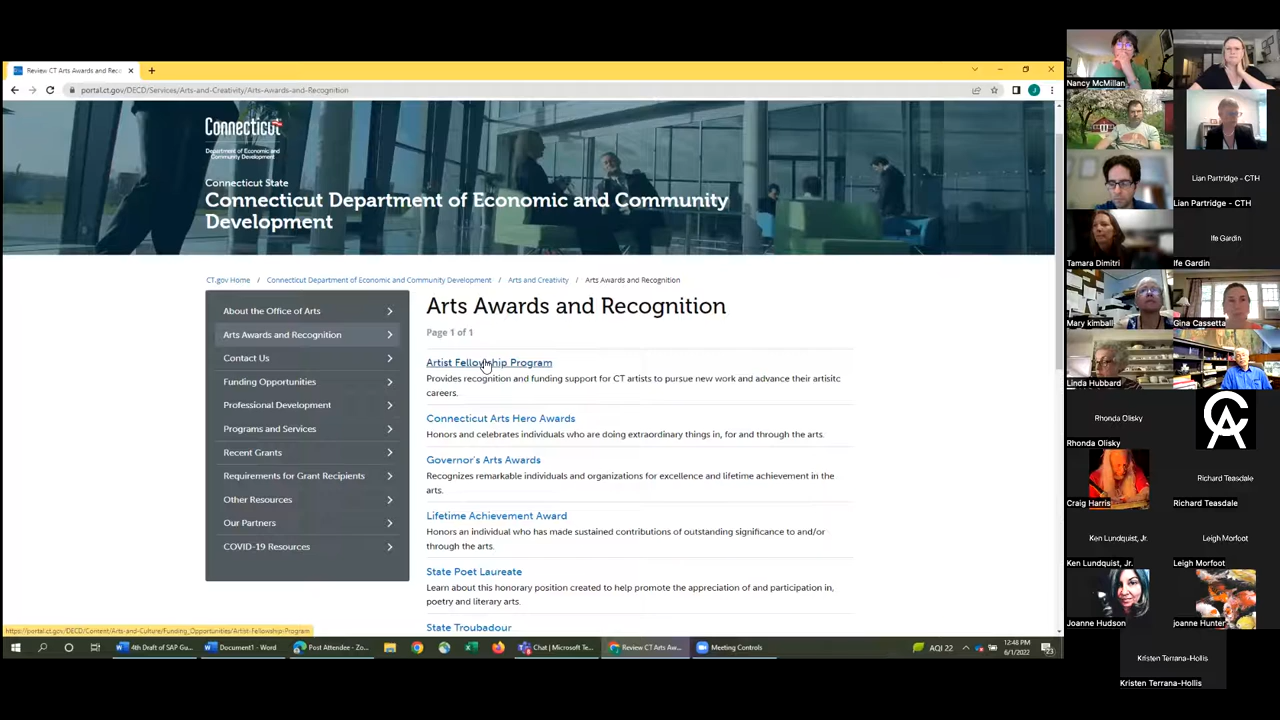 Review CT Arts Awards and Reco
portal.ct.gov/DECD/Services/Arts-and-Creativity/Arts-Awards-and-Recognition
J
Connecticut
Department of Economic and
Community Development
Connecticut State
Connecticut Department of Economic and Community
Development
CT.gov Home / Connecticut Department of Economic and Community Development / Arts and Creativity / Arts Awards and Recognition
About the Office of Arts
Arts Awards and Recognition
Contact Us
Funding Opportunities
Professional Development
Programs and Services
Recent Grants
Requirements for Grant Recipients
Other Resources
Our Partners
COVID-19 Resources
Arts Awards and Recognition
Page 1 of 1
Artist Fellowship Program
Provides recognition and funding support for CT artists to pursue new work and advance their artisitc
careers.
Connecticut Arts Hero Awards
Honors and celebrates individuals who are doing extraordinary things in, for and through the arts.
Governor's Arts Awards
Recognizes remarkable individuals and organizations for excellence and lifetime achievement in the
arts.
Lifetime Achievement Award
Honors an individual who has made sustained contributions of outstanding significance to and/or
through the arts.
State Poet Laureate
Learn about this honorary position created to help promote the appreciation of and participation in,
poetry and literary arts.
State Troubadour
https://portal.ct.gov/DECD/Content/Arts-and-Culture/Funding_Opportunities/Artist-Fellowship-Program
4th Draft of SAP Gu...
Document1 - Word
Post Attendee - Zo...
Chat | Microsoft Te...
Review CT Arts Aw...
Meeting Controls
AQI 22
12:48 PM
6/1/2022
23
Nancy McMillan
Lian Partridge - CTH
Lian Partridge - CTH
Tamara Dimitri
Ife Gardin
Ife Gardin
Mary kimball
Gina Cassetta
Linda Hubbard
Rhonda Olisky
Rhonda Olisky
CA
Craig Harris
Richard Teasdale
Richard Teasdale
Ken Lundquist, Jr.
Ken Lundquist, Jr.
Leigh Morfoot
Leigh Morfoot
Joanne Hudson
joanne Hunter
Kristen Terrana-Hollis
Kristen Terrana-Hollis